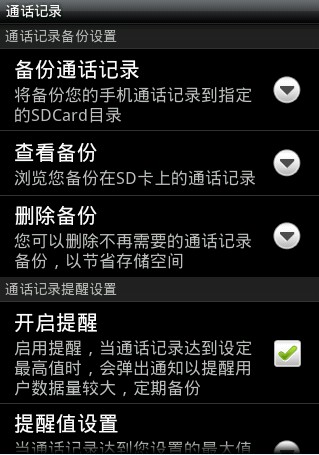 通话记录
通话记录备份设置
备份通话记录
将备份您的手机通话记录到指定
的SDCard目录
查看备份
浏览您备份在SD卡上的通话记录
删除备份
您可以删除不再需要的通话记录
备份，以节省存储空间
通话记录提醒设置
开启提醒
启用提醒，当通话记录达到设定
最高值时，会弹出通知以提醒用
户数据量较大，定期备份
提醒值设置
当通话记录达到您设置的最大值